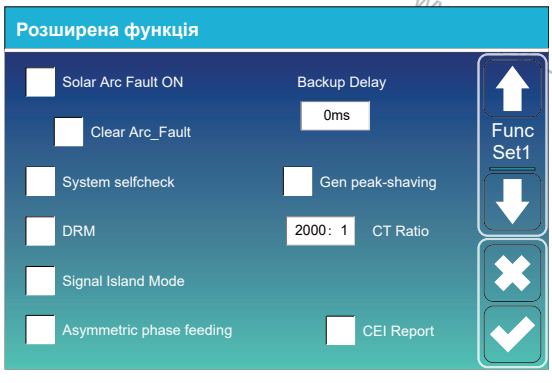 Розширена функція
Solar Arc Fault ON
Backup Delay
0ms
Clear Arc_Fault
Func
Set1
System selfcheck
Gen peak-shaving
DRM
2000: 1
CT Ratio
Signal Island Mode
Asymmetric phase feeding
CEI Report